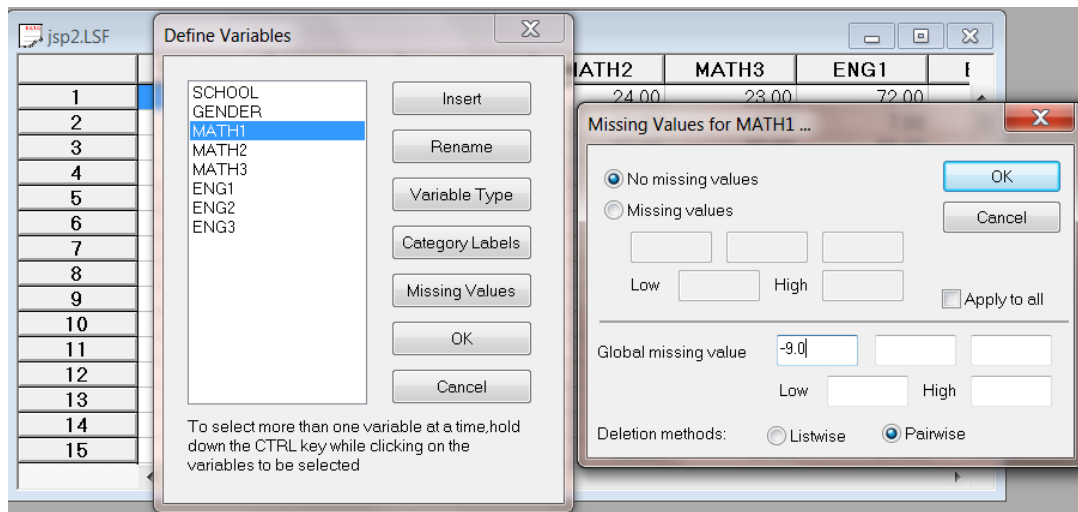 jsp2.LSF
MATH2 MATH3 ENG1
1 24.00 23.00 72.00
2
3
4
5
6
7
8
9
10
11
12
13
14
15
Define Variables
SCHOOL
GENDER
MATH1
MATH2
MATH3
ENG1
ENG2
ENG3
Insert
Rename
Variable Type
Category Labels
Missing Values
OK
Cancel
To select more than one variable at a time,hold
down the CTRL key while clicking on the
variables to be selected
Missing Values for MATH1 ...
No missing values
Missing values
Low High
OK
Cancel
Apply to all
Global missing value -9.0
Low High
Deletion methods: Listwise Pairwise